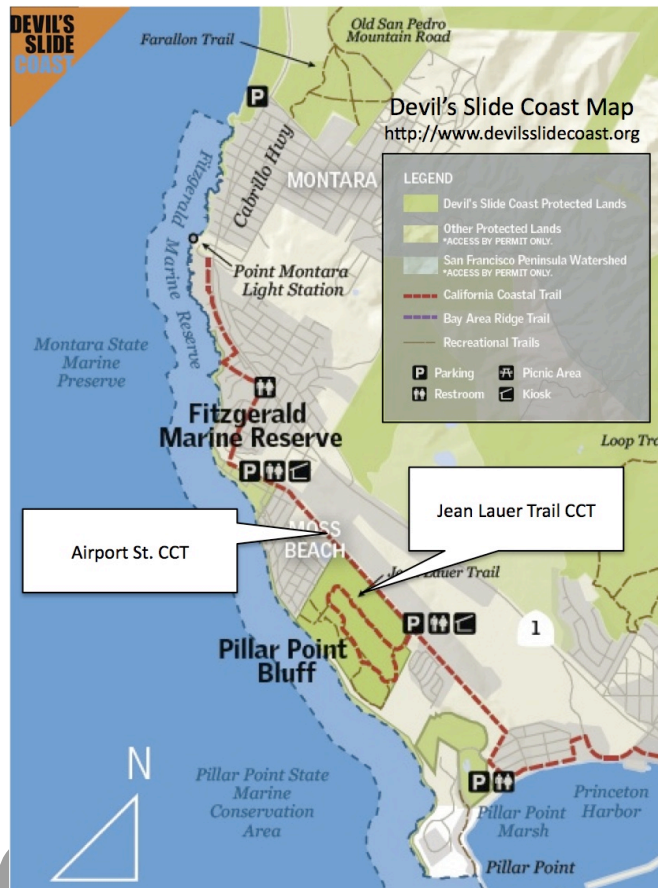 DEVIL'S
SLIDE
COAST
Farallon Trail
Old San Pedro
Mountain Road
P
Devil's Slide Coast Map
http://www.devilsslidecoast.org
Cabrillo Hwy
MONTARA
LEGEND
Devil's Slide Coast Protected Lands
Other Protected Lands
*ACCESS BY PERMIT ONLY.
San Francisco Peninsula Watershed
*ACCESS BY PERMIT ONLY.
California Coastal Trail
Bay Area Ridge Trail
Recreational Trails
P Parking
Picnic Area
Restroom
Kiosk
Fitzgerald Marine Reserve
Point Montara
Light Station
Montara State
Marine
Preserve
Fitzgerald
Marine Reserve
P
Loop
Jean Lauer Trail CCT
Airport St. CCT
MOSS
BEACH
Lauer Trail
P
1
Pillar Point
Bluff
N
Pillar Point State
Marine
Conservation
Area
P
Pillar Point
Marsh
Princeton
Harbor
Pillar Point